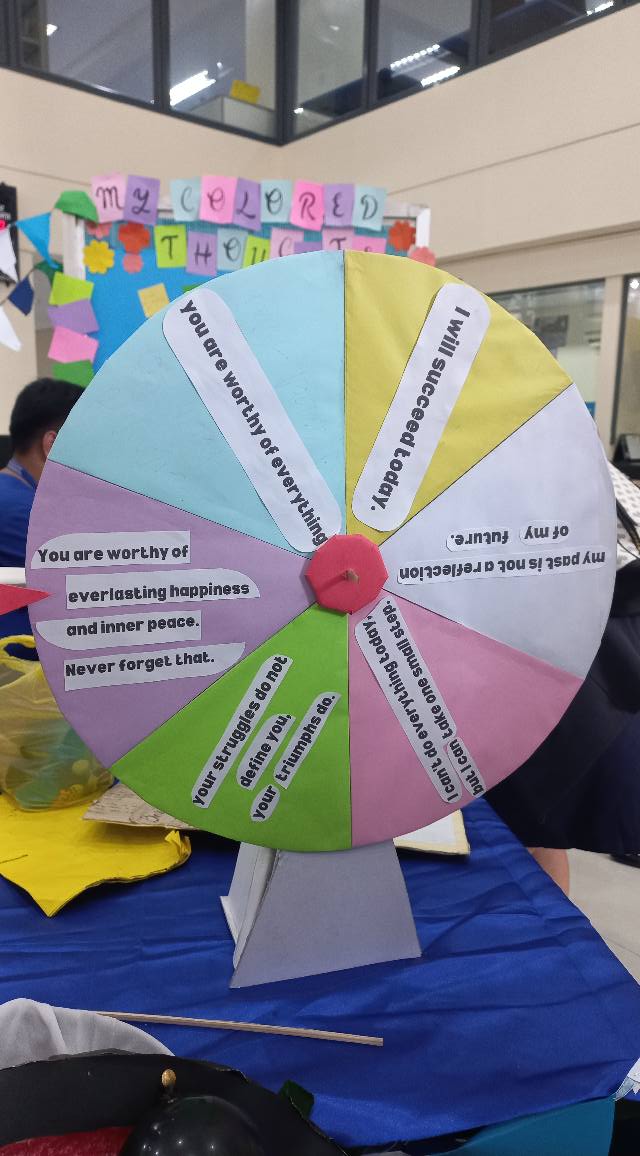 MY COLORED
THOUGHTS
You are worthy of everything
I will succeed today.
my past is not a reflection
of my future.
I can't do everything today,
but I can take one small step.
your struggles do not
define you,
your triumphs do.
You are worthy of
everlasting happiness
and inner peace.
Never forget that.